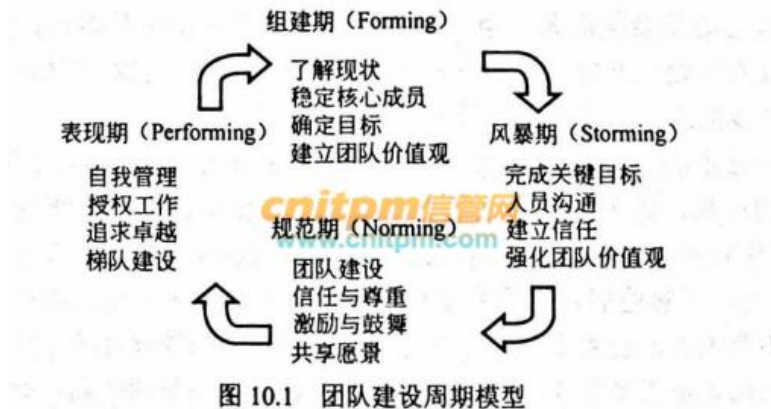 组建期（Forming）
了解现状
稳定核心成员
确定目标
建立团队价值观
表现期（Performing）
自我管理
授权工作
追求卓越
梯队建设
风暴期（Storming）
完成关键目标
人员沟通
建立信任
强化团队价值观
cnitpm信管网
www.cnitpm.com
规范期（Norming）
团队建设
信任与尊重
激励与鼓舞
共享愿景
图 10.1 团队建设周期模型